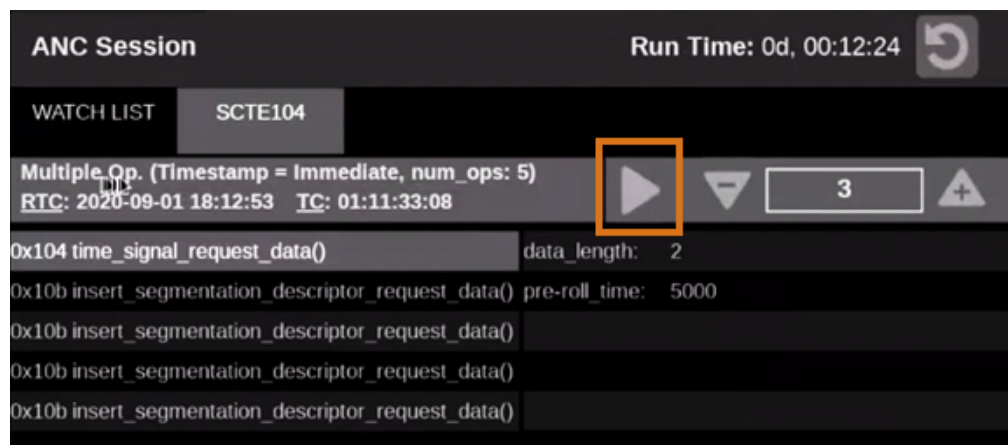 ANC Session Run Time: 0d, 00:12:24
WATCH LIST SCTE104
Multiple Op. (Timestamp = Immediate, num_ops: 5)
RTC: 2020-09-01 18:12:53 TC: 01:11:33:08
3
0x104 time_signal_request_data() data_length: 2
0x10b insert_segmentation_descriptor_request_data() pre-roll_time: 5000
0x10b insert_segmentation_descriptor_request_data()
0x10b insert_segmentation_descriptor_request_data()
0x10b insert_segmentation_descriptor_request_data()